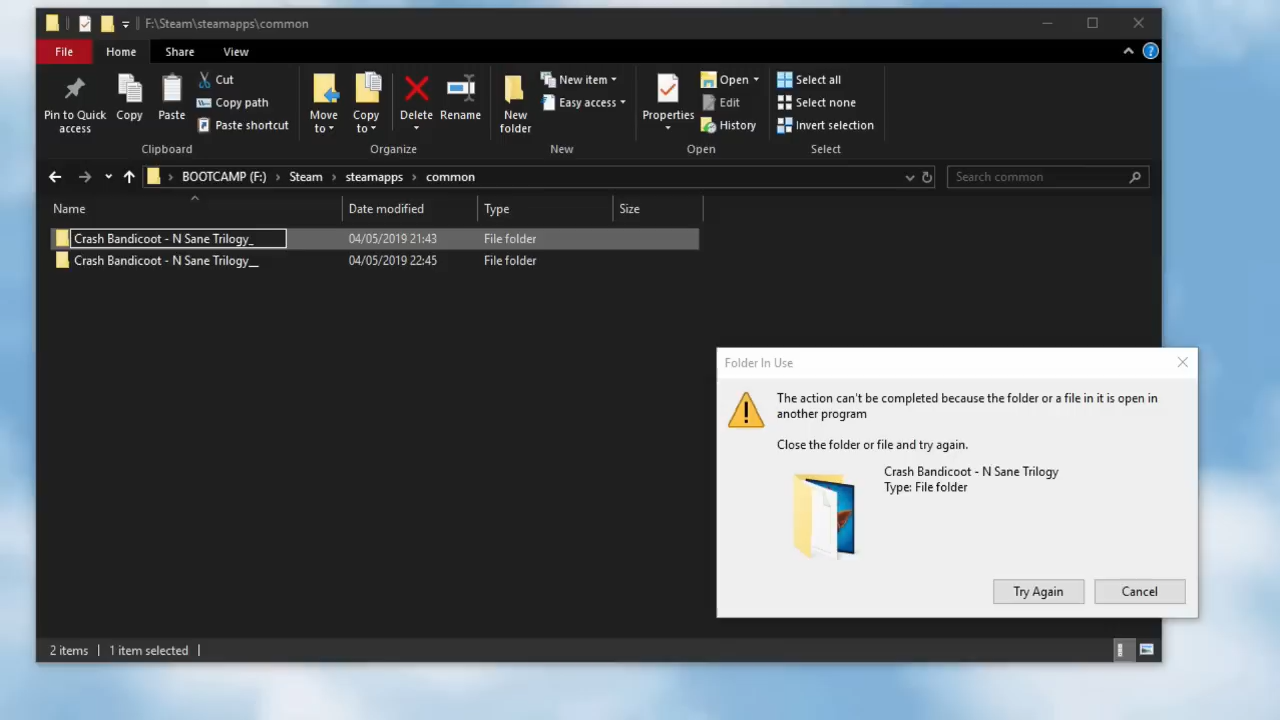 F:\Steam\steamapps\common
File Home Share View
Pin to Quick access
Copy
Paste
Cut
Copy path
Paste shortcut
Clipboard
Move to
Copy to
Delete
Rename
Organize
New folder
New item
Easy access
New
Properties
Open
Edit
History
Open
Select all
Select none
Invert selection
Select
BOOTCAMP (F:) › Steam › steamapps › common
Search common
Name Date modified Type Size
Crash Bandicoot - N Sane Trilogy_ 04/05/2019 21:43 File folder
Crash Bandicoot - N Sane Trilogy__ 04/05/2019 22:45 File folder
Folder In Use
The action can't be completed because the folder or a file in it is open in
another program
Close the folder or file and try again.
Crash Bandicoot - N Sane Trilogy
Type: File folder
Try Again Cancel
2 items 1 item selected